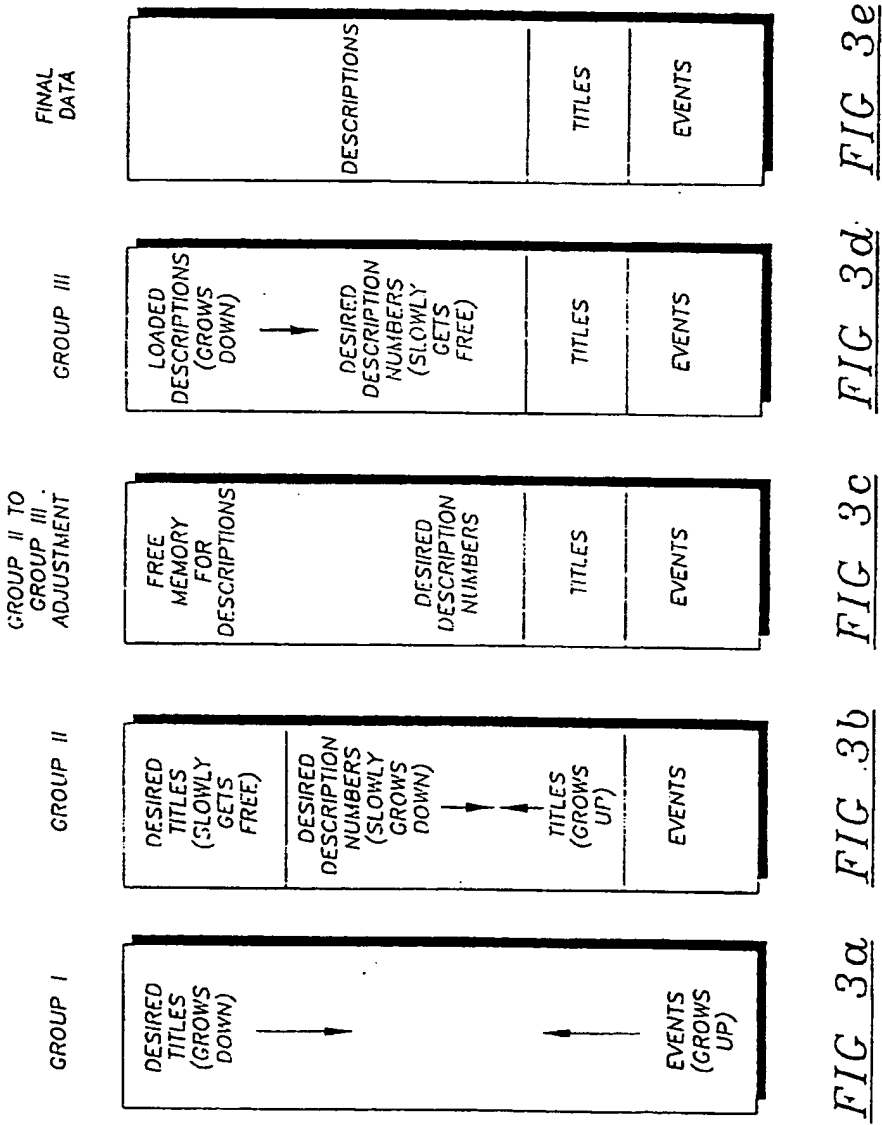 GROUP I
DESIRED
TITLES
(GROWS
DOWN)
EVENTS
(GROWS
UP)
FIG 3a
GROUP II
DESIRED
TITLES
(SLOWLY
GETS
FREE)
DESIRED
DESCRIPTION
NUMBERS
(SLOWLY
GROWS
DOWN)
TITLES
(GROWS
UP)
EVENTS
FIG 3b
GROUP II TO
GROUP III
ADJUSTMENT
FREE
MEMORY
FOR
DESCRIPTIONS
DESIRED
DESCRIPTION
NUMBERS
TITLES
EVENTS
FIG 3c
GROUP III
LOADED
DESCRIPTIONS
(GROWS
DOWN)
DESIRED
DESCRIPTION
NUMBERS
(SLOWLY
GETS
FREE)
TITLES
EVENTS
FIG 3d
FINAL
DATA
DESCRIPTIONS
TITLES
EVENTS
FIG 3e